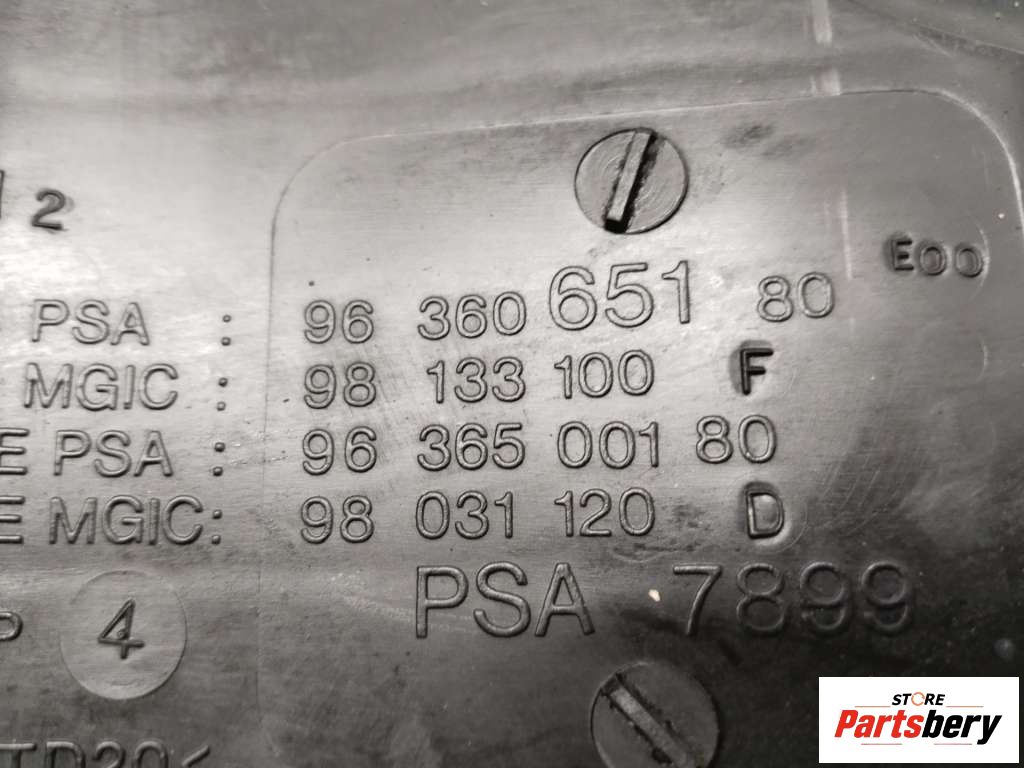 2
E00
PSA : 96 360 651 80
MGIC : 98 133 100 F
E PSA : 96 365 001 80
E MGIC : 98 031 120 D
PSA 7899
P 4
TD20<
STORE
Partsbery